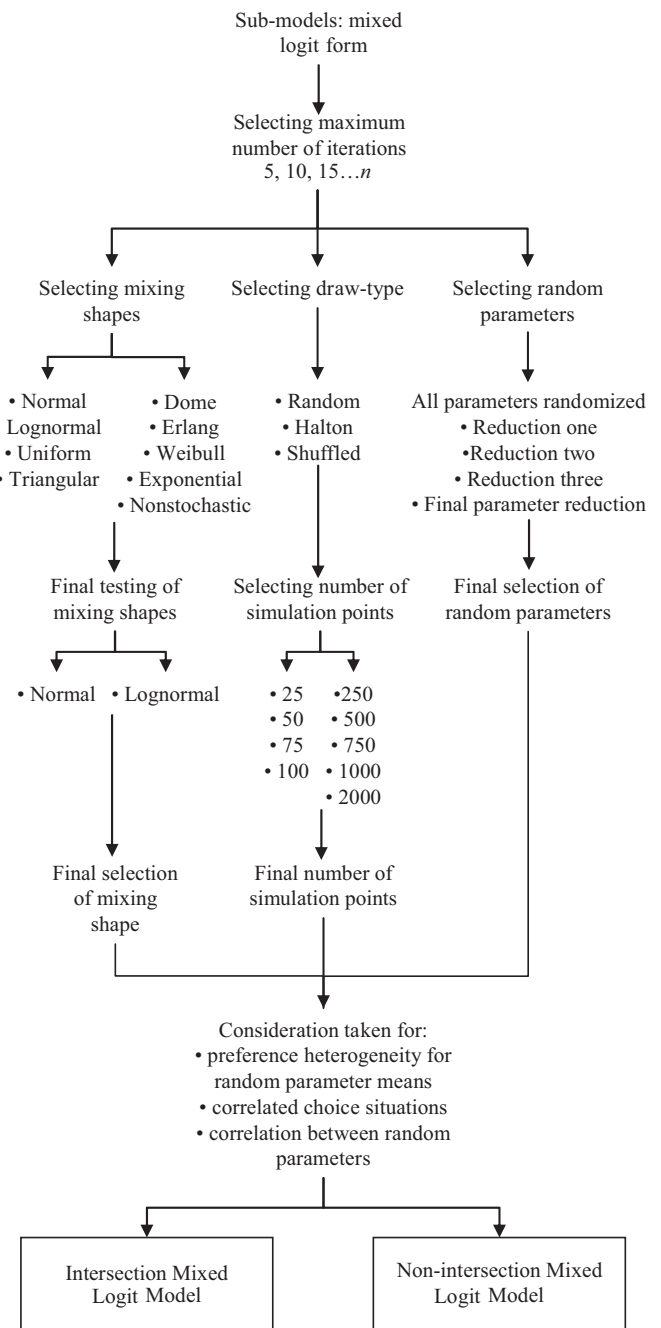 Sub-models: mixed
logit form
Selecting maximum
number of iterations
5, 10, 15…n
Selecting mixing
shapes
• Normal
Lognormal
• Uniform
• Triangular
• Dome
• Erlang
• Weibull
• Exponential
• Nonstochastic
Final testing of
mixing shapes
• Normal
• Lognormal
Final selection
of mixing
shape
Selecting draw-type
• Random
• Halton
• Shuffled
Selecting number of
simulation points
• 25
• 50
• 75
• 100
•250
• 500
• 750
• 1000
• 2000
Final number of
simulation points
Selecting random
parameters
All parameters randomized
• Reduction one
•Reduction two
• Reduction three
• Final parameter reduction
Final selection of
random parameters
Consideration taken for:
• preference heterogeneity for
random parameter means
• correlated choice situations
• correlation between random
parameters
Intersection Mixed
Logit Model
Non-intersection Mixed
Logit Model